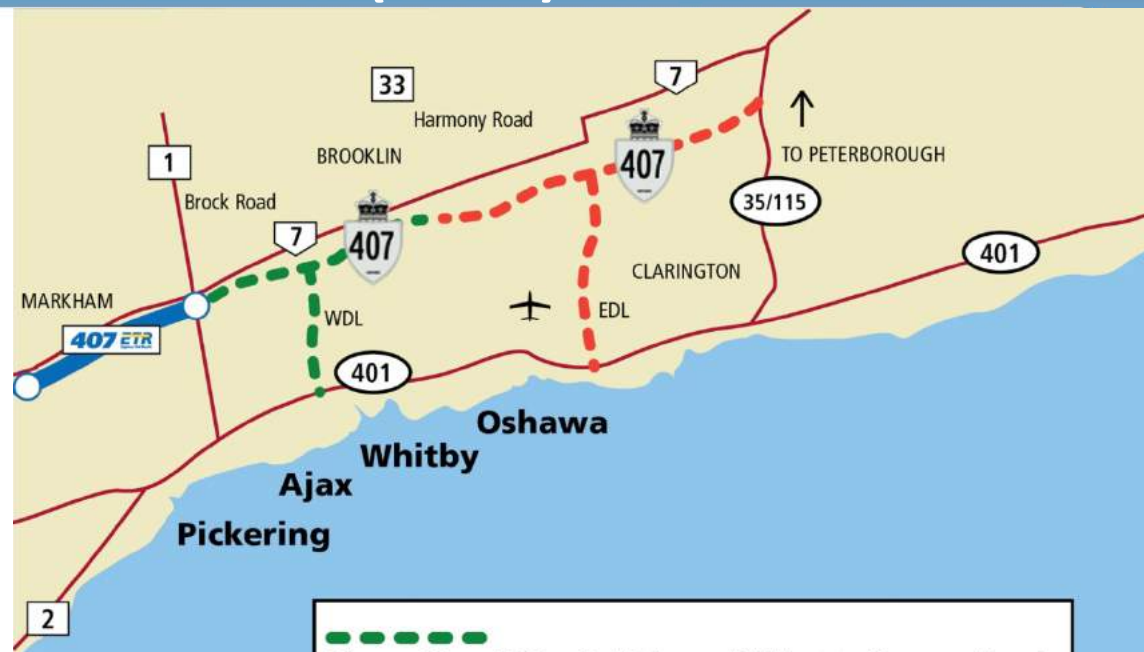 33
7
Harmony Road
1
BROOKLIN
407
TO PETERBOROUGH
Brock Road
35/115
7
407
401
CLARINGTON
MARKHAM
WDL
EDL
407 ETR
401
Oshawa
Whitby
Ajax
Pickering
2